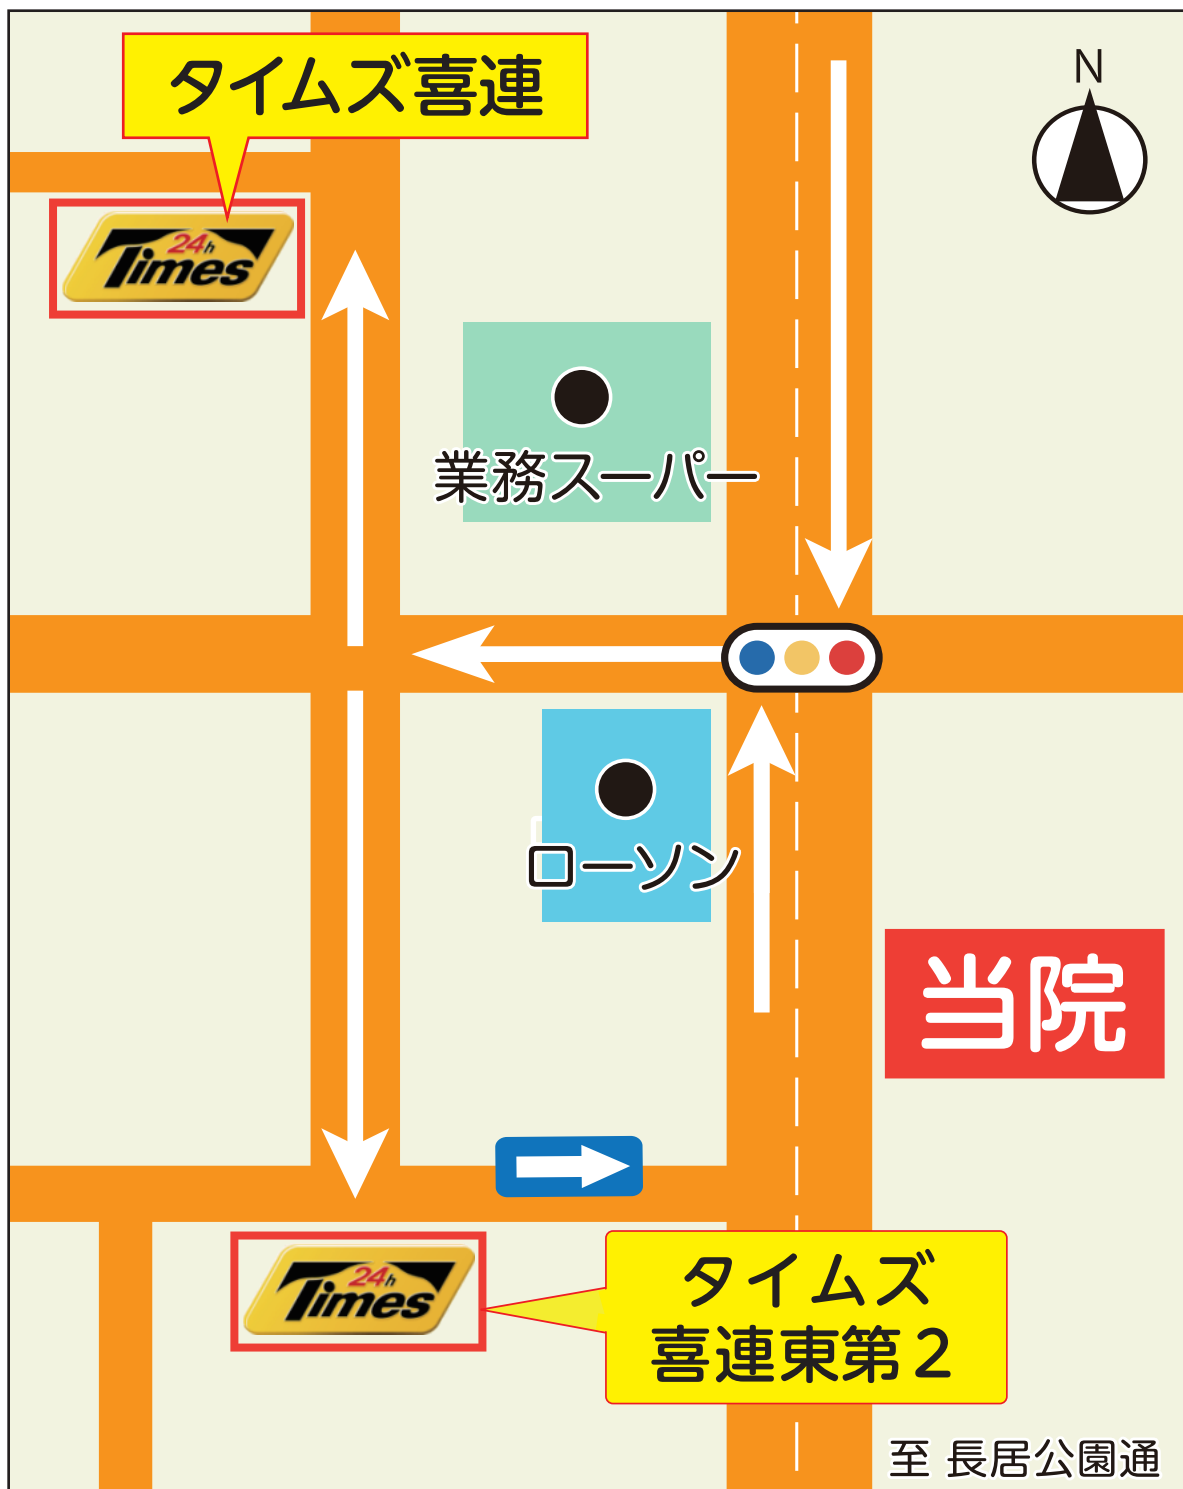 タイムズ喜連
N
24h
Times
業務スーパー
ローソン
当院
24h
Times
タイムズ
喜連東第2
至 長居公園通